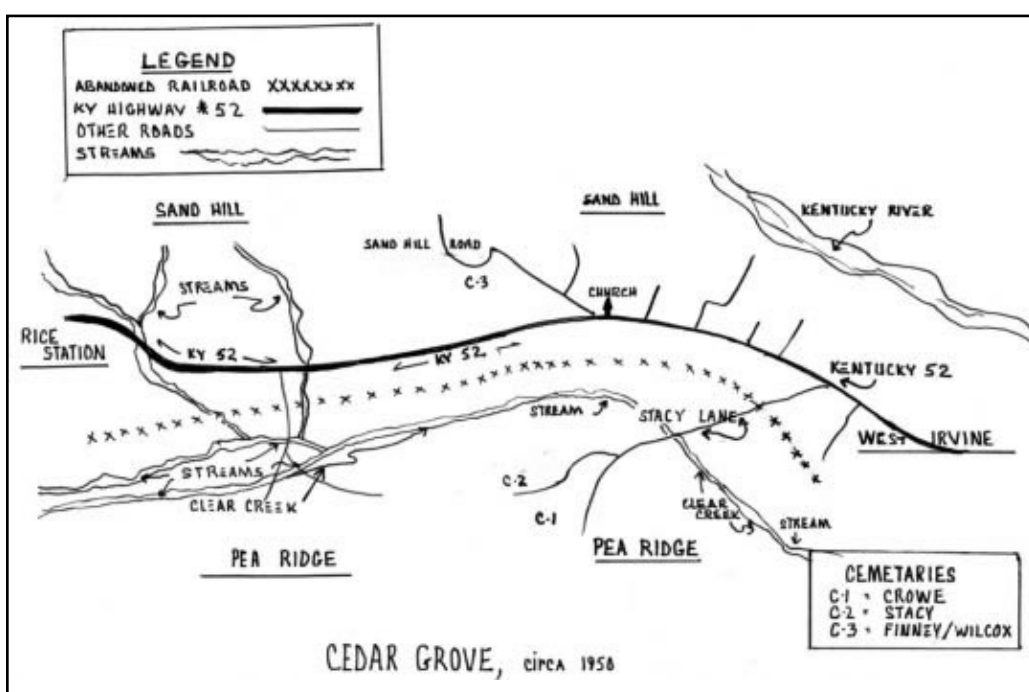 LEGEND
ABANDONED RAILROAD XXXXXXXX
KY HIGHWAY # 52
OTHER ROADS
STREAMS
SAND HILL
SAND HILL
KENTUCKY RIVER
SAND HILL ROAD
C-3
STREAMS
CHURCH
RICE
STATION
KY 52
KY 52
KENTUCKY 52
STREAM
STACY LANE
WEST IRVINE
STREAMS
C-2
CLEAR CREEK
CLEAR
CREEK
C-1
STREAM
PEA RIDGE
PEA RIDGE
CEMETARIES
C-1 - CROWE
C-2 - STACY
C-3 - FINNEY/WILCOX
CEDAR GROVE, circa 1950